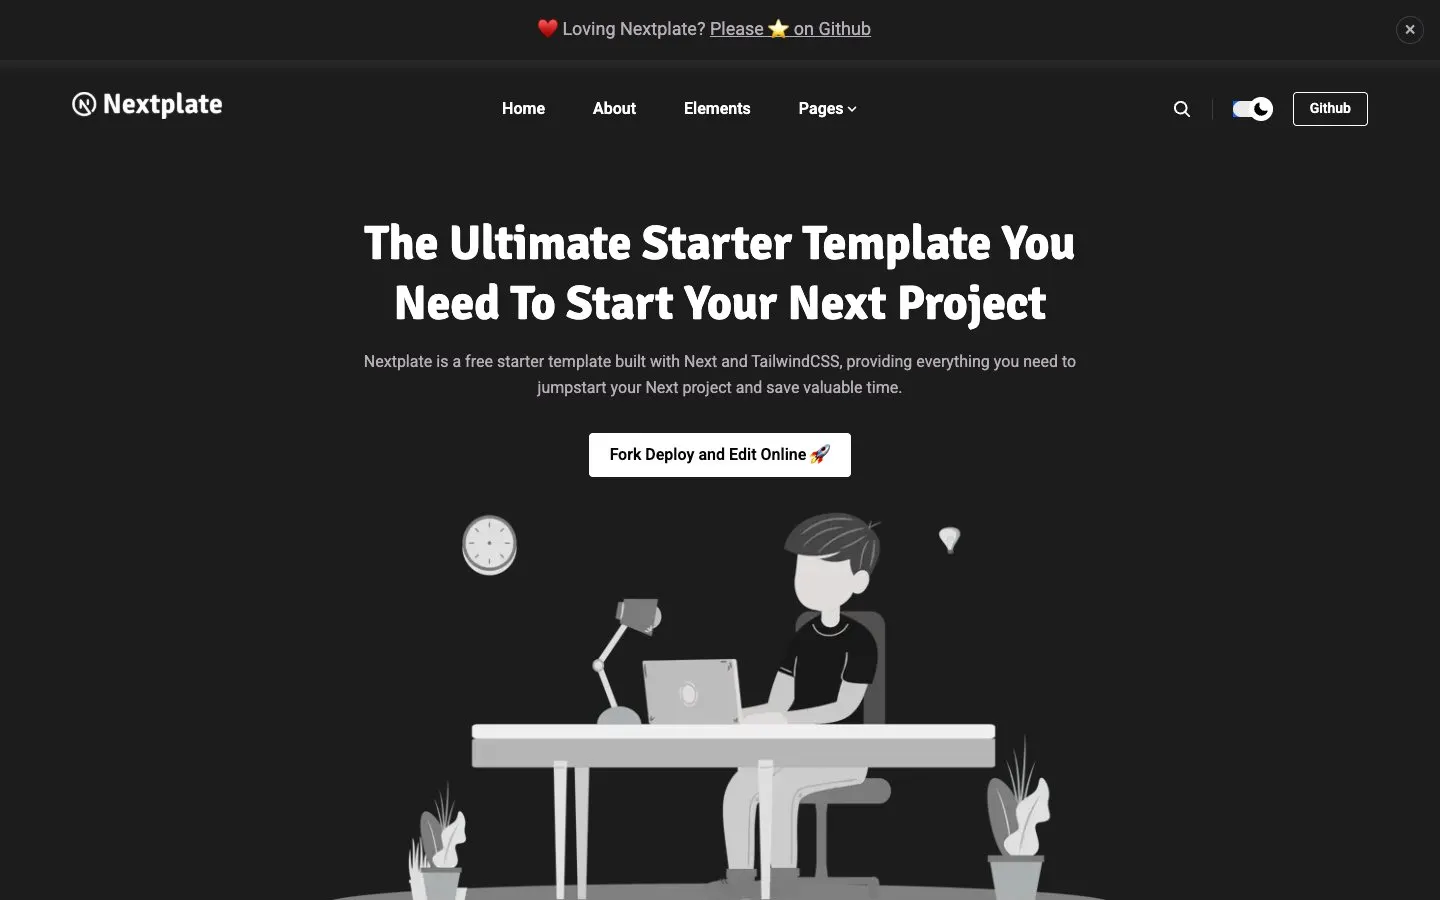 ❤️ Loving Nextplate? Please ⭐ on Github
Nextplate
Home
About
Elements
Pages
Github
The Ultimate Starter Template You
Need To Start Your Next Project
Nextplate is a free starter template built with Next and TailwindCSS, providing everything you need to
jumpstart your Next project and save valuable time.
Fork Deploy and Edit Online 🚀